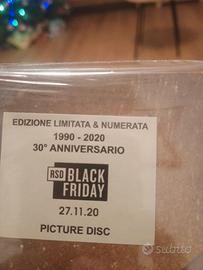 EDIZIONE LIMITATA & NUMERATA
1990 - 2020
30° ANNIVERSARIO
RSD BLACK
FRIDAY
27.11.20
PICTURE DISC
subito